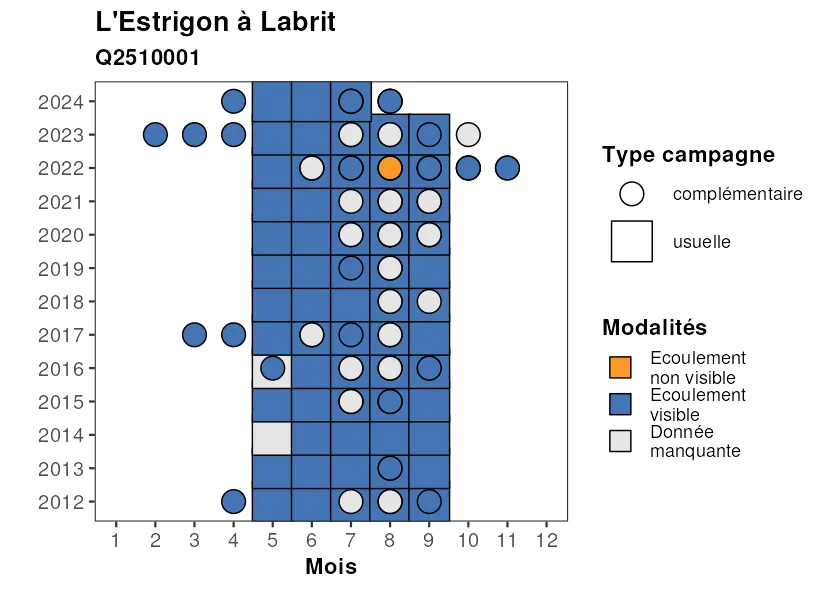 L'Estrigon à Labrit
Q2510001
2024
2023
2022
2021
2020
2019
2018
2017
2016
2015
2014
2013
2012
1 2 3 4 5 6 7 8 9 10 11 12
Mois
Type campagne
complémentaire
usuelle
Modalités
Ecoulement
non visible
Ecoulement
visible
Donnée
manquante